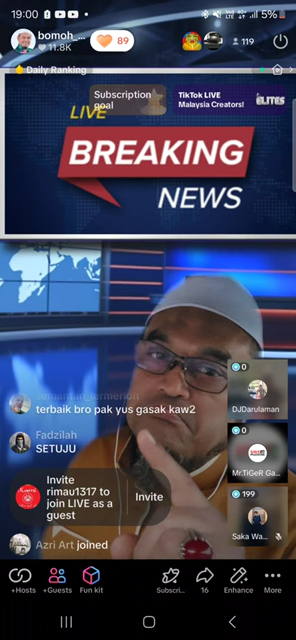 19:00
5%
bomoh_...
11.8K
89
119
Daily Ranking
Subscription
goal
TikTok LIVE
Malaysia Creators!
ELITES
LIVE
BREAKING
NEWS
0
DJDarulaman
terbaik bro pak yus gasak kaw2
Fadzilah
SETUJU
0
Mr.TiGeR Ga...
Invite
rimau1317 to
join LIVE as a
guest
Invite
199
Saka Wa...
Azri Art joined
+Hosts
+Guests
Fun kit
Subscri...
16
Enhance
More